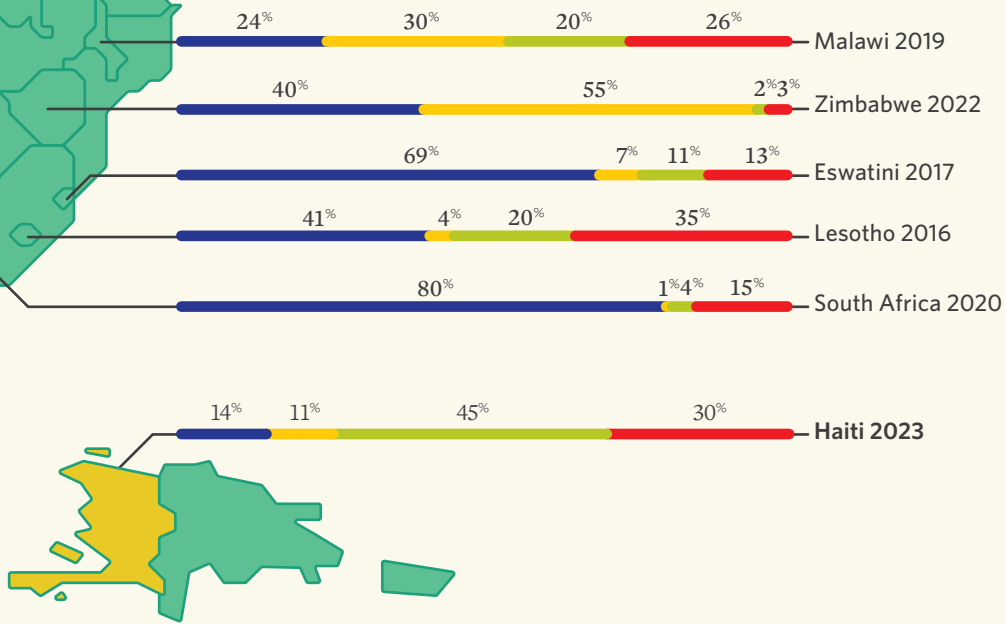 24% 30% 20% 26%
Malawi 2019
40% 55% 2% 3%
Zimbabwe 2022
69% 7% 11% 13%
Eswatini 2017
41% 4% 20% 35%
Lesotho 2016
80% 1% 4% 15%
South Africa 2020
14% 11% 45% 30%
Haiti 2023